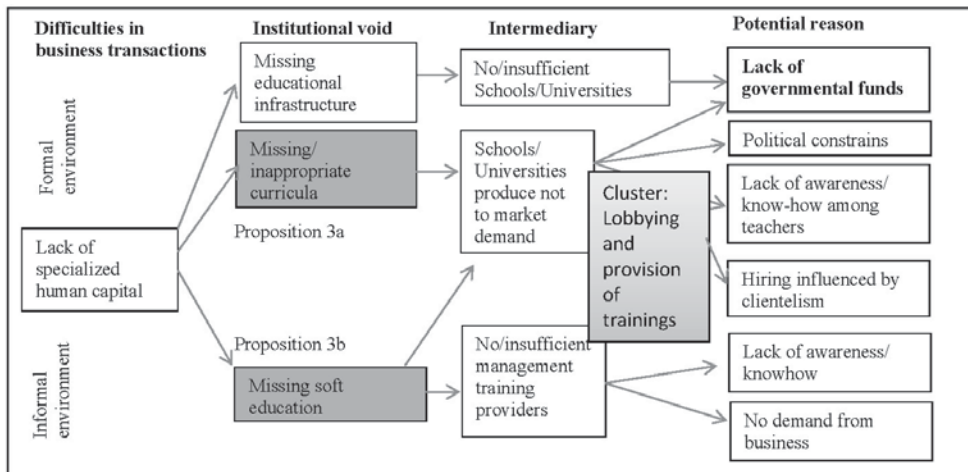 Difficulties in
business transactions
Institutional void
Intermediary
Potential reason
Formal
environment
Informal
environment
Lack of
specialized
human capital
Missing
educational
infrastructure
Missing/
inappropriate
curricula
Proposition 3a
Proposition 3b
Missing soft
education
No/insufficient
Schools/Universities
Schools/
Universities
produce not
to market
demand
No/insufficient
management
training
providers
Cluster:
Lobbying
and
provision
of
trainings
Lack of
governmental funds
Political constrains
Lack of awareness/
know-how among
teachers
Hiring influenced by
clientelism
Lack of awareness/
knowhow
No demand from
business